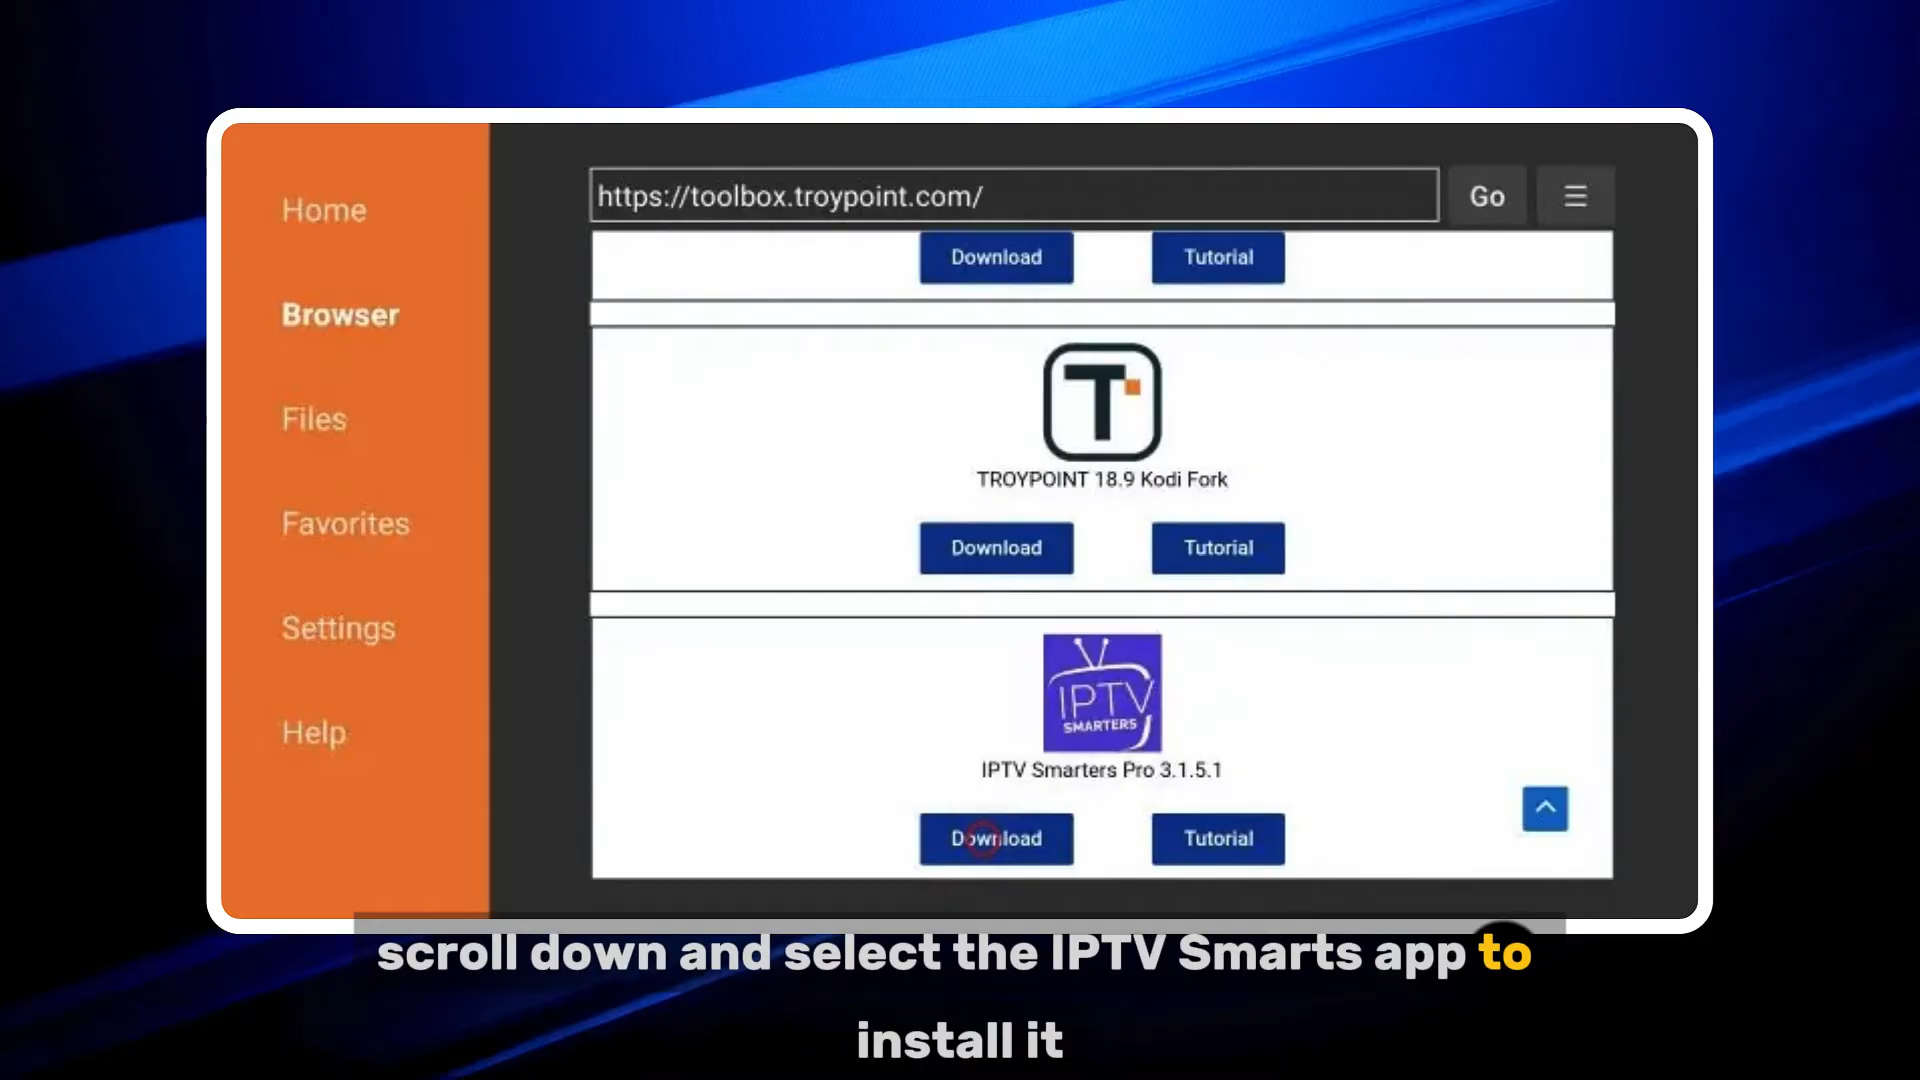 Home
Browser
Files
Favorites
Settings
Help
https://toolbox.troypoint.com/
Go
Download
Tutorial
T
TROYPOINT 18.9 Kodi Fork
Download
Tutorial
IPTV
SMARTERS
IPTV Smarters Pro 3.1.5.1
Download
Tutorial
scroll down and select the IPTV Smarts app to
install it